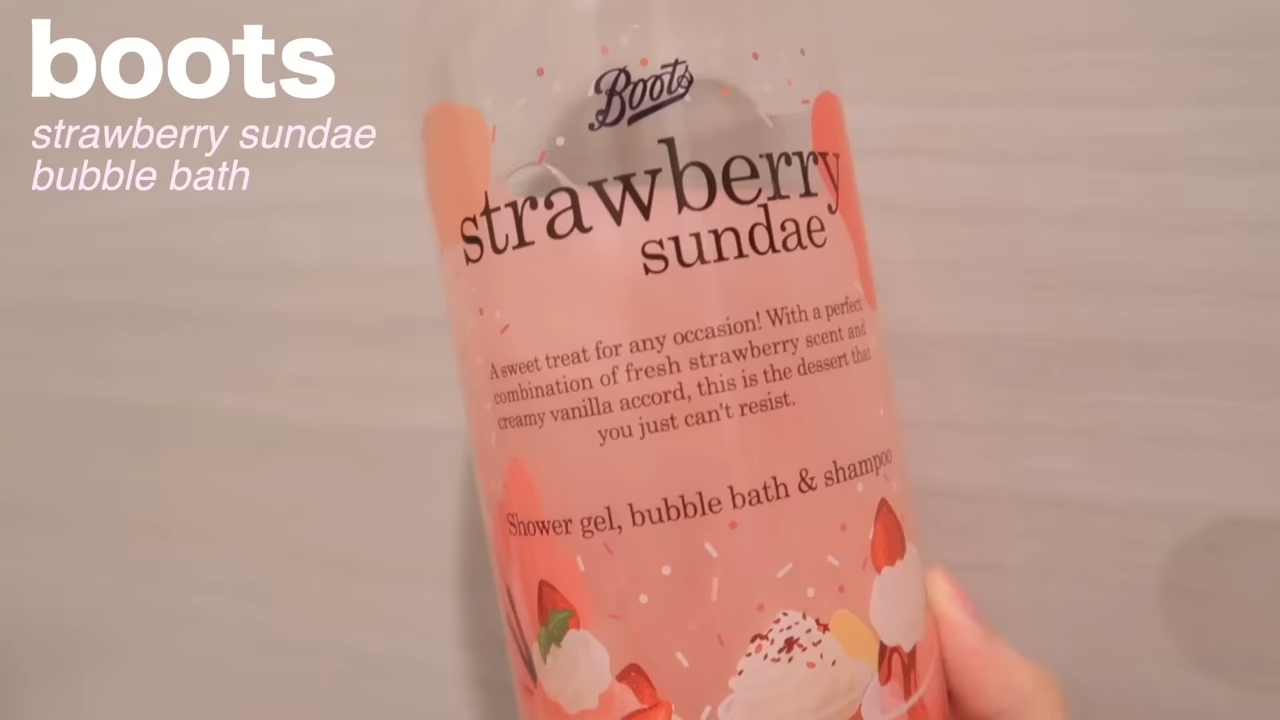 boots
strawberry sundae
bubble bath
Boots
strawberry
sundae
A sweet treat for any occasion! With a perfect
combination of fresh strawberry scent and
creamy vanilla accord, this is the dessert that
you just can't resist.
Shower gel, bubble bath & shampoo